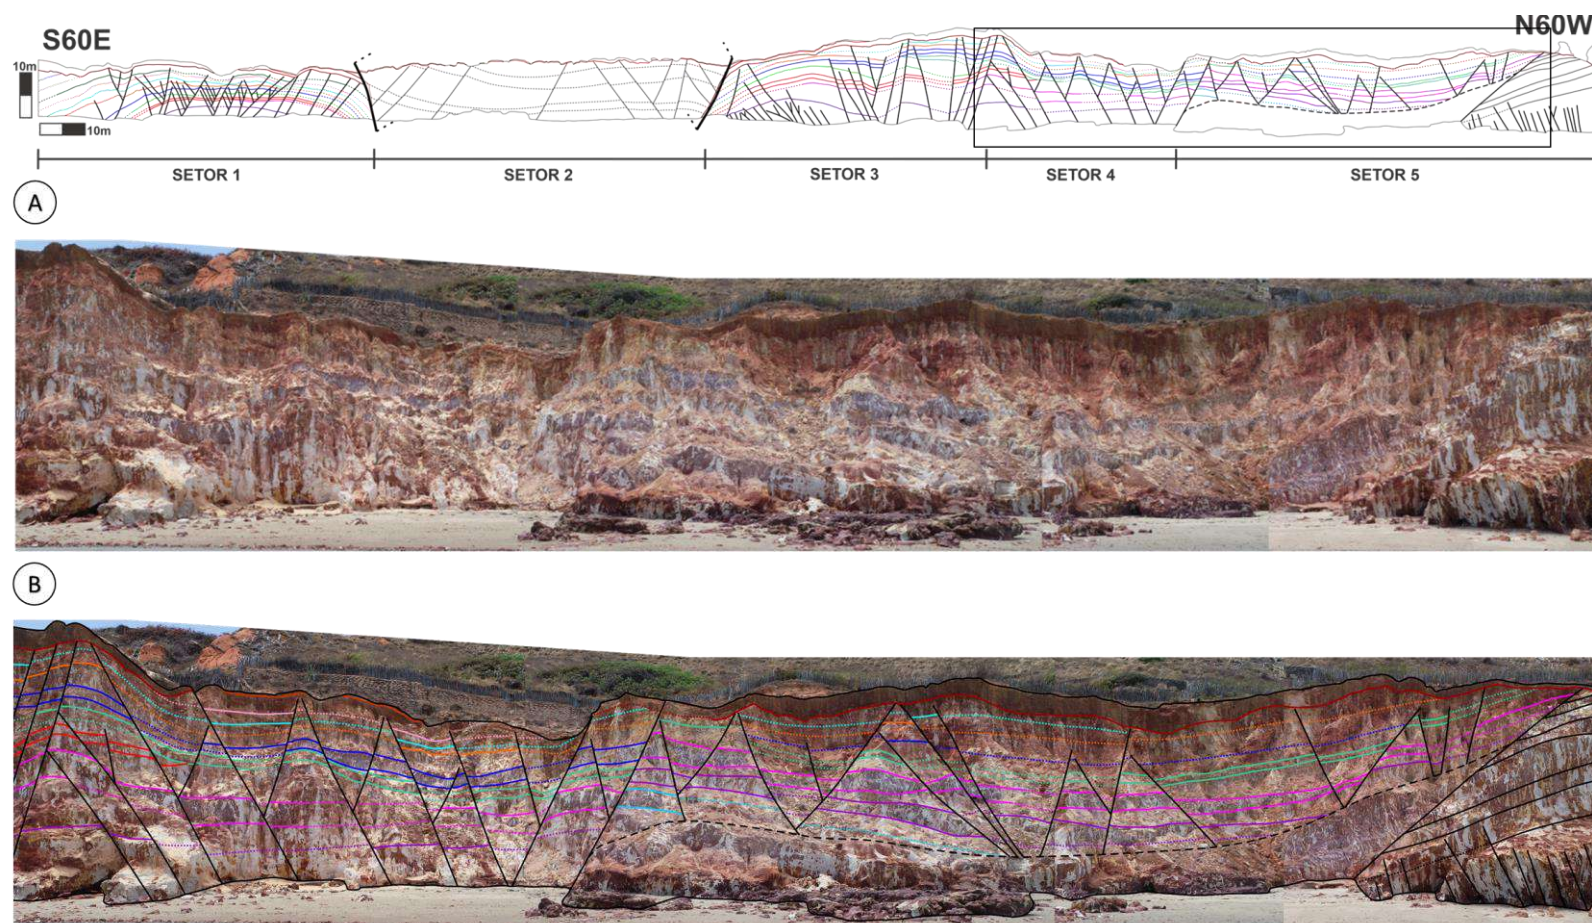 S60E
N60W
10m
10m
SETOR 1
SETOR 2
SETOR 3
SETOR 4
SETOR 5
A
B